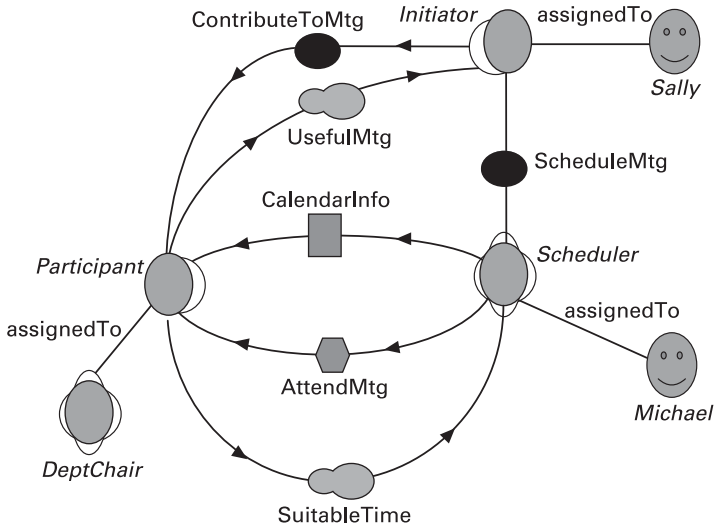 ContributeToMtg
Initiator
assignedTo
Sally
UsefulMtg
ScheduleMtg
CalendarInfo
Participant
Scheduler
assignedTo
assignedTo
AttendMtg
Michael
DeptChair
SuitableTime